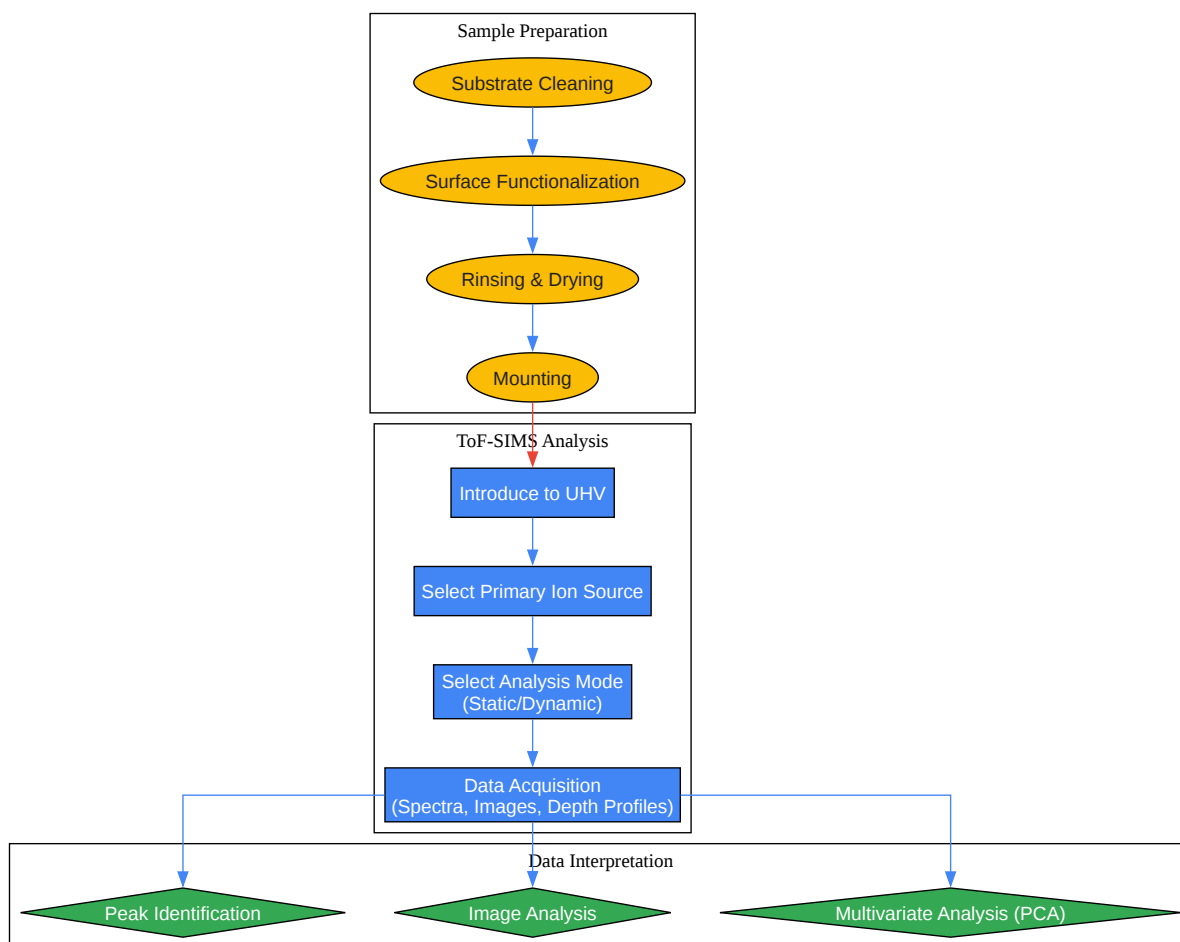 Sample Preparation
Substrate Cleaning
Surface Functionalization
Rinsing & Drying
Mounting
ToF-SIMS Analysis
Introduce to UHV
Select Primary Ion Source
Select Analysis Mode
(Static/Dynamic)
Data Acquisition
(Spectra, Images, Depth Profiles)
Data Interpretation
Peak Identification
Image Analysis
Multivariate Analysis (PCA)